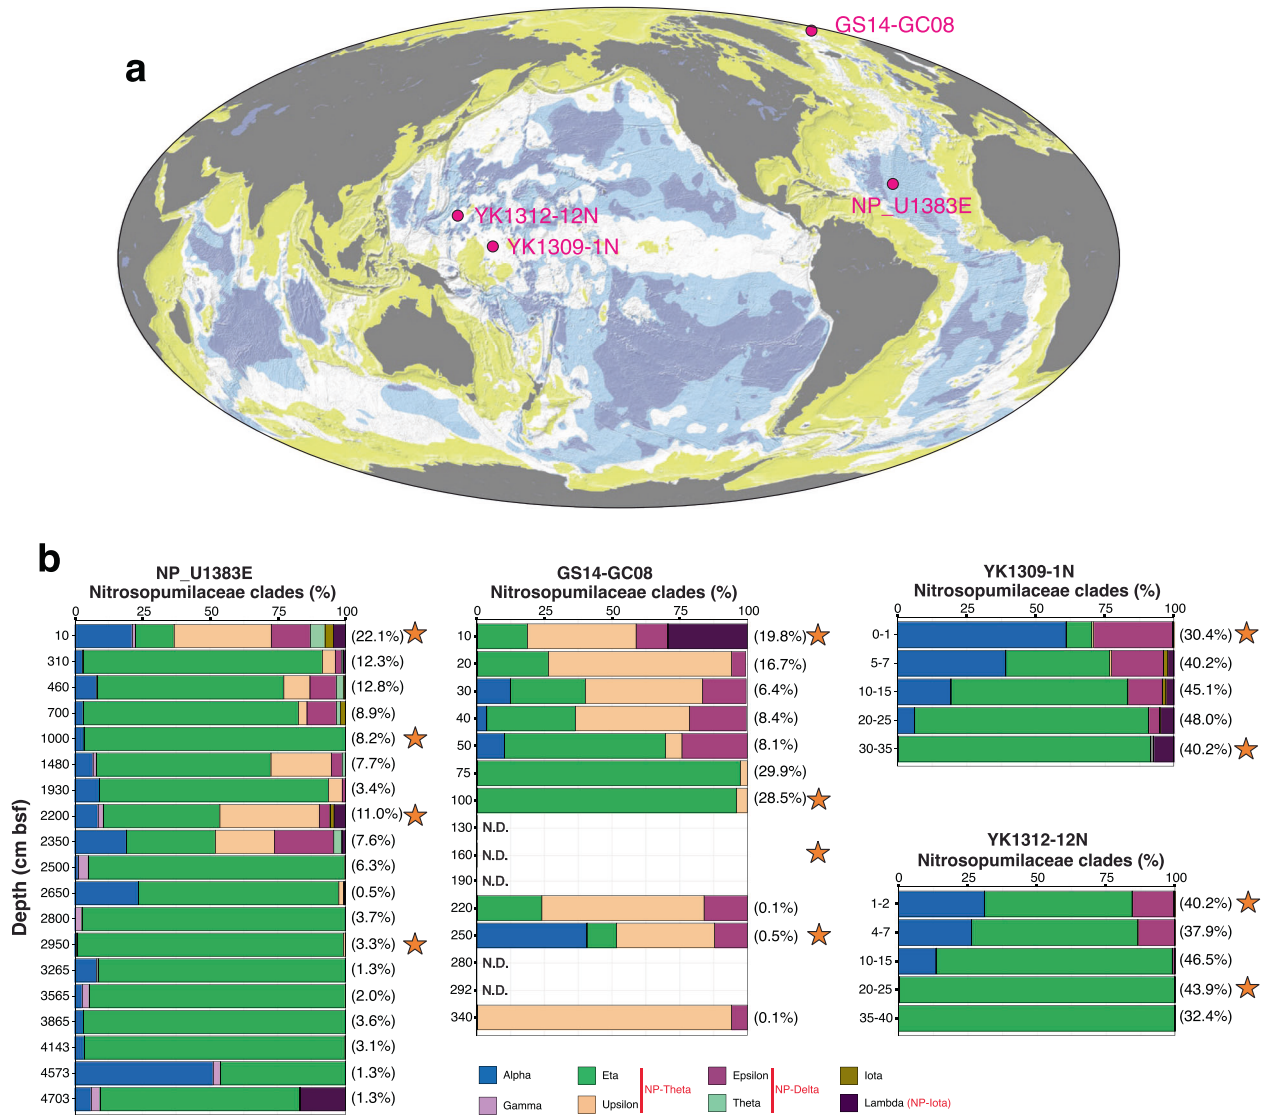 a
GS14-GC08
NP_U1383E
YK1312-12N
YK1309-1N
b
NP_U1383E
Nitrosopumilaceae clades (%)
0 25 50 75 100
Depth (cm bsf)
10 (22.1%)
310 (12.3%)
460 (12.8%)
700 (8.9%)
1000 (8.2%)
1480 (7.7%)
1930 (3.4%)
2200 (11.0%)
2350 (7.6%)
2500 (6.3%)
2650 (0.5%)
2800 (3.7%)
2950 (3.3%)
3265 (1.3%)
3565 (2.0%)
3865 (3.6%)
4143 (3.1%)
4573 (1.3%)
4703 (1.3%)
GS14-GC08
Nitrosopumilaceae clades (%)
0 25 50 75 100
10 (19.8%)
20 (16.7%)
30 (6.4%)
40 (8.4%)
50 (8.1%)
75 (29.9%)
100 (28.5%)
130 N.D.
160 N.D.
190 N.D.
220 (0.1%)
250 (0.5%)
280 N.D.
292 N.D.
340 (0.1%)
YK1309-1N
Nitrosopumilaceae clades (%)
0 25 50 75 100
0-1 (30.4%)
5-7 (40.2%)
10-15 (45.1%)
20-25 (48.0%)
30-35 (40.2%)
YK1312-12N
Nitrosopumilaceae clades (%)
0 25 50 75 100
1-2 (40.2%)
4-7 (37.9%)
10-15 (46.5%)
20-25 (43.9%)
35-40 (32.4%)
Alpha
Gamma
Eta
Upsilon
NP-Theta
Epsilon
Theta
NP-Delta
Iota
Lambda (NP-Iota)